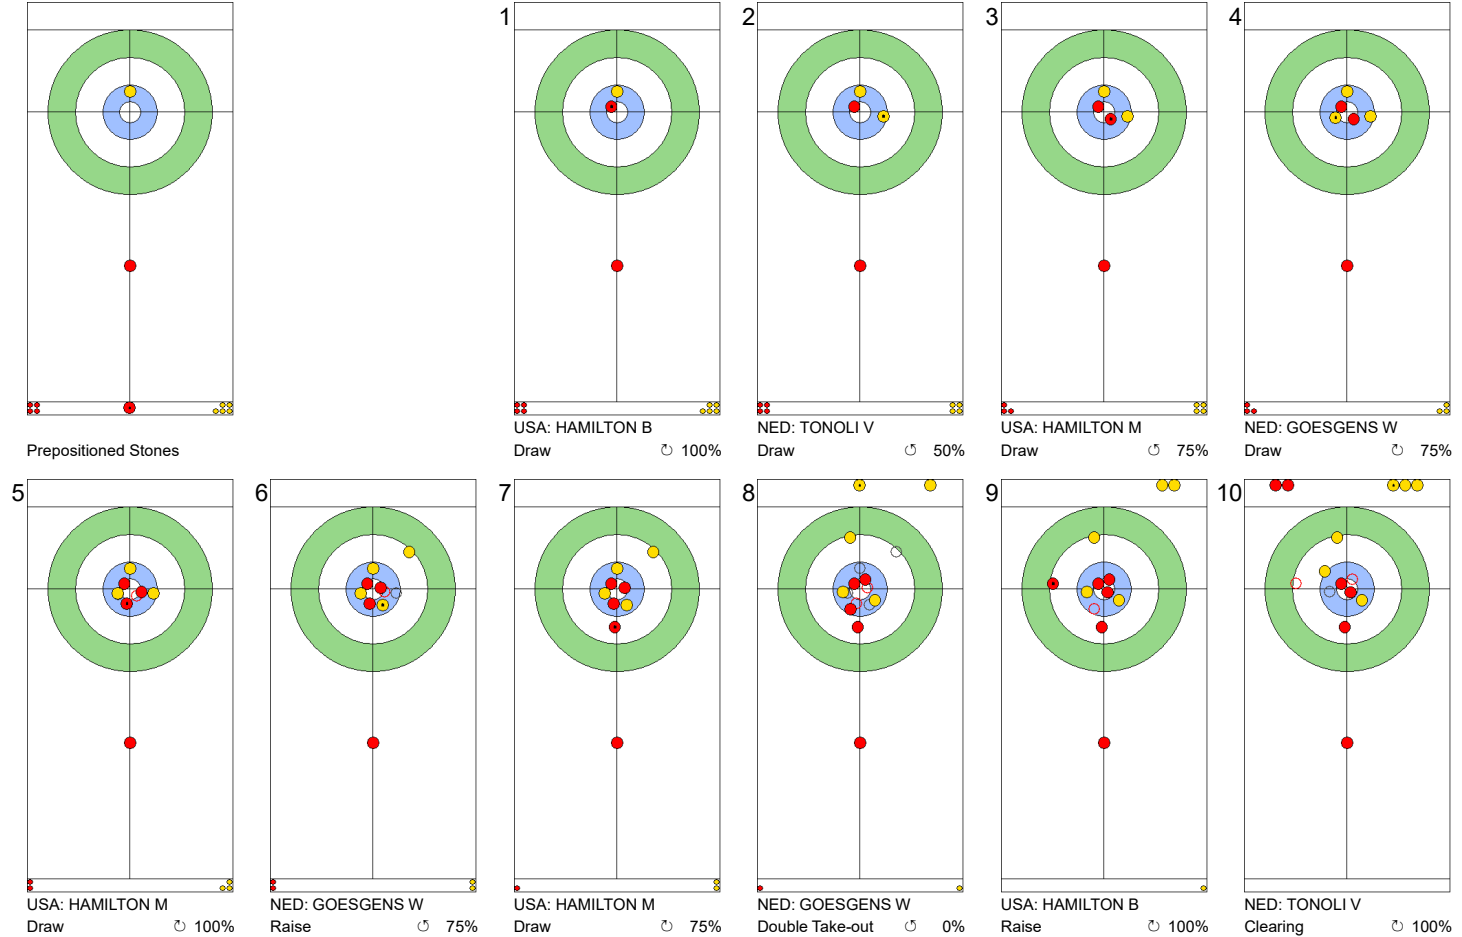 1 2 3 4
Prepositioned Stones
USA: HAMILTON B
Draw ↻ 100%
NED: TONOLI V
Draw ↺ 50%
USA: HAMILTON M
Draw ↺ 75%
NED: GOESGENS W
Draw ↺ 75%
5 6 7 8 9 10
USA: HAMILTON M
Draw ↻ 100%
NED: GOESGENS W
Raise ↺ 75%
USA: HAMILTON M
Draw ↻ 75%
NED: GOESGENS W
Double Take-out ↺ 0%
USA: HAMILTON B
Raise ↻ 100%
NED: TONOLI V
Clearing ↻ 100%